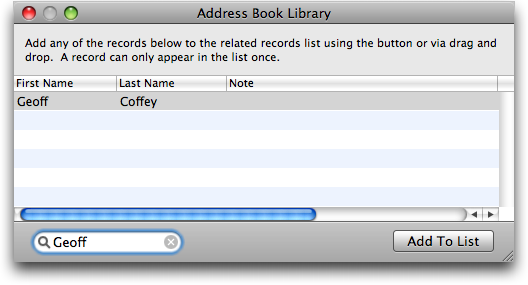 Address Book Library
Add any of the records below to the related records list using the button or via drag and
drop.  A record can only appear in the list once.
First Name Last Name Note
Geoff Coffey
Geoff Add To List